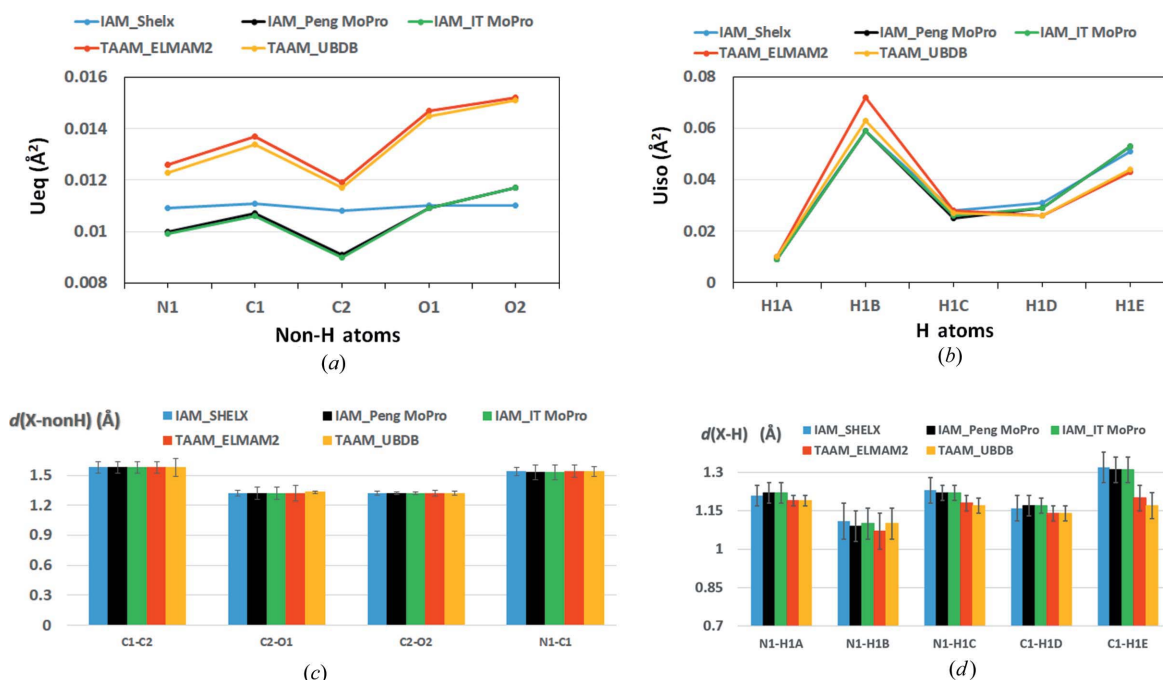 IAM_Shelx IAM_Peng MoPro IAM_IT MoPro
TAAM_ELMAM2 TAAM_UBDB
0.016
0.014
0.012
0.01
0.008
Ueq (Å²)
N1 C1 C2 O1 O2
Non-H atoms
(a)
IAM_Shelx IAM_Peng MoPro IAM_IT MoPro
TAAM_ELMAM2 TAAM_UBDB
0.08
0.06
0.04
0.02
0
Uiso (Å²)
H1A H1B H1C H1D H1E
H atoms
(b)
d(X-nonH) (Å)
IAM_SHELX IAM_Peng MoPro IAM_IT MoPro
TAAM_ELMAM2 TAAM_UBDB
1.5
1.2
0.9
0.6
0.3
0
C1-C2 C2-O1 C2-O2 N1-C1
(c)
d(X-H) (Å)
IAM_SHELX IAM_Peng MoPro IAM_IT MoPro
TAAM_ELMAM2 TAAM_UBDB
1.3
1.15
1
0.85
0.7
N1-H1A N1-H1B N1-H1C C1-H1D C1-H1E
(d)